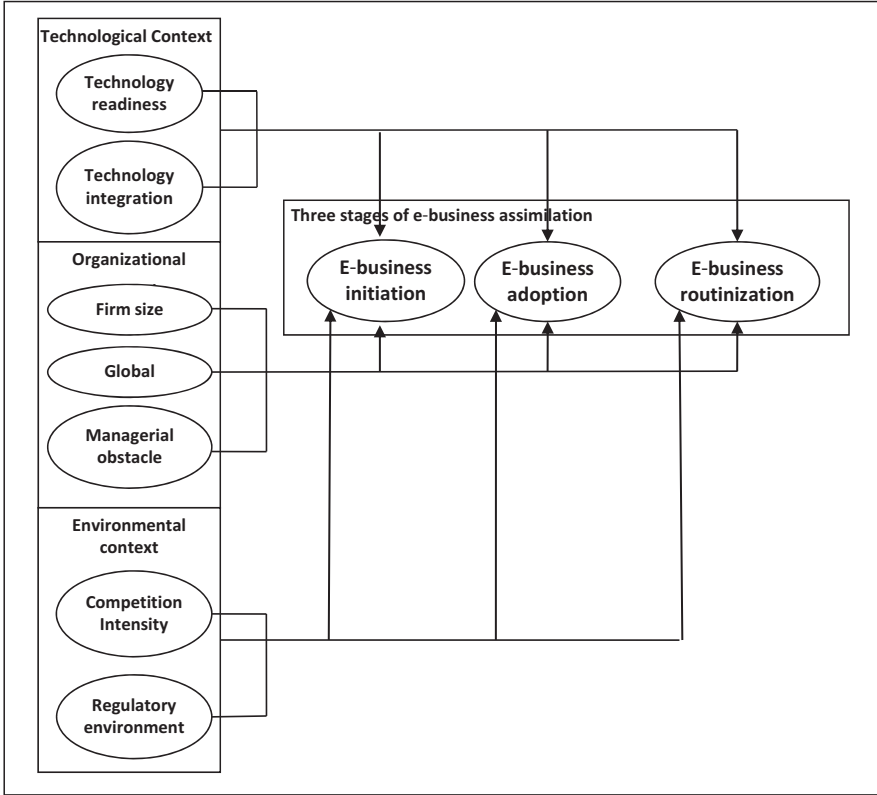 Technological Context
Technology
readiness
Technology
integration
Three stages of e-business assimilation
E-business
initiation
E-business
adoption
E-business
routinization
Organizational
Firm size
Global
Managerial
obstacle
Environmental
context
Competition
Intensity
Regulatory
environment